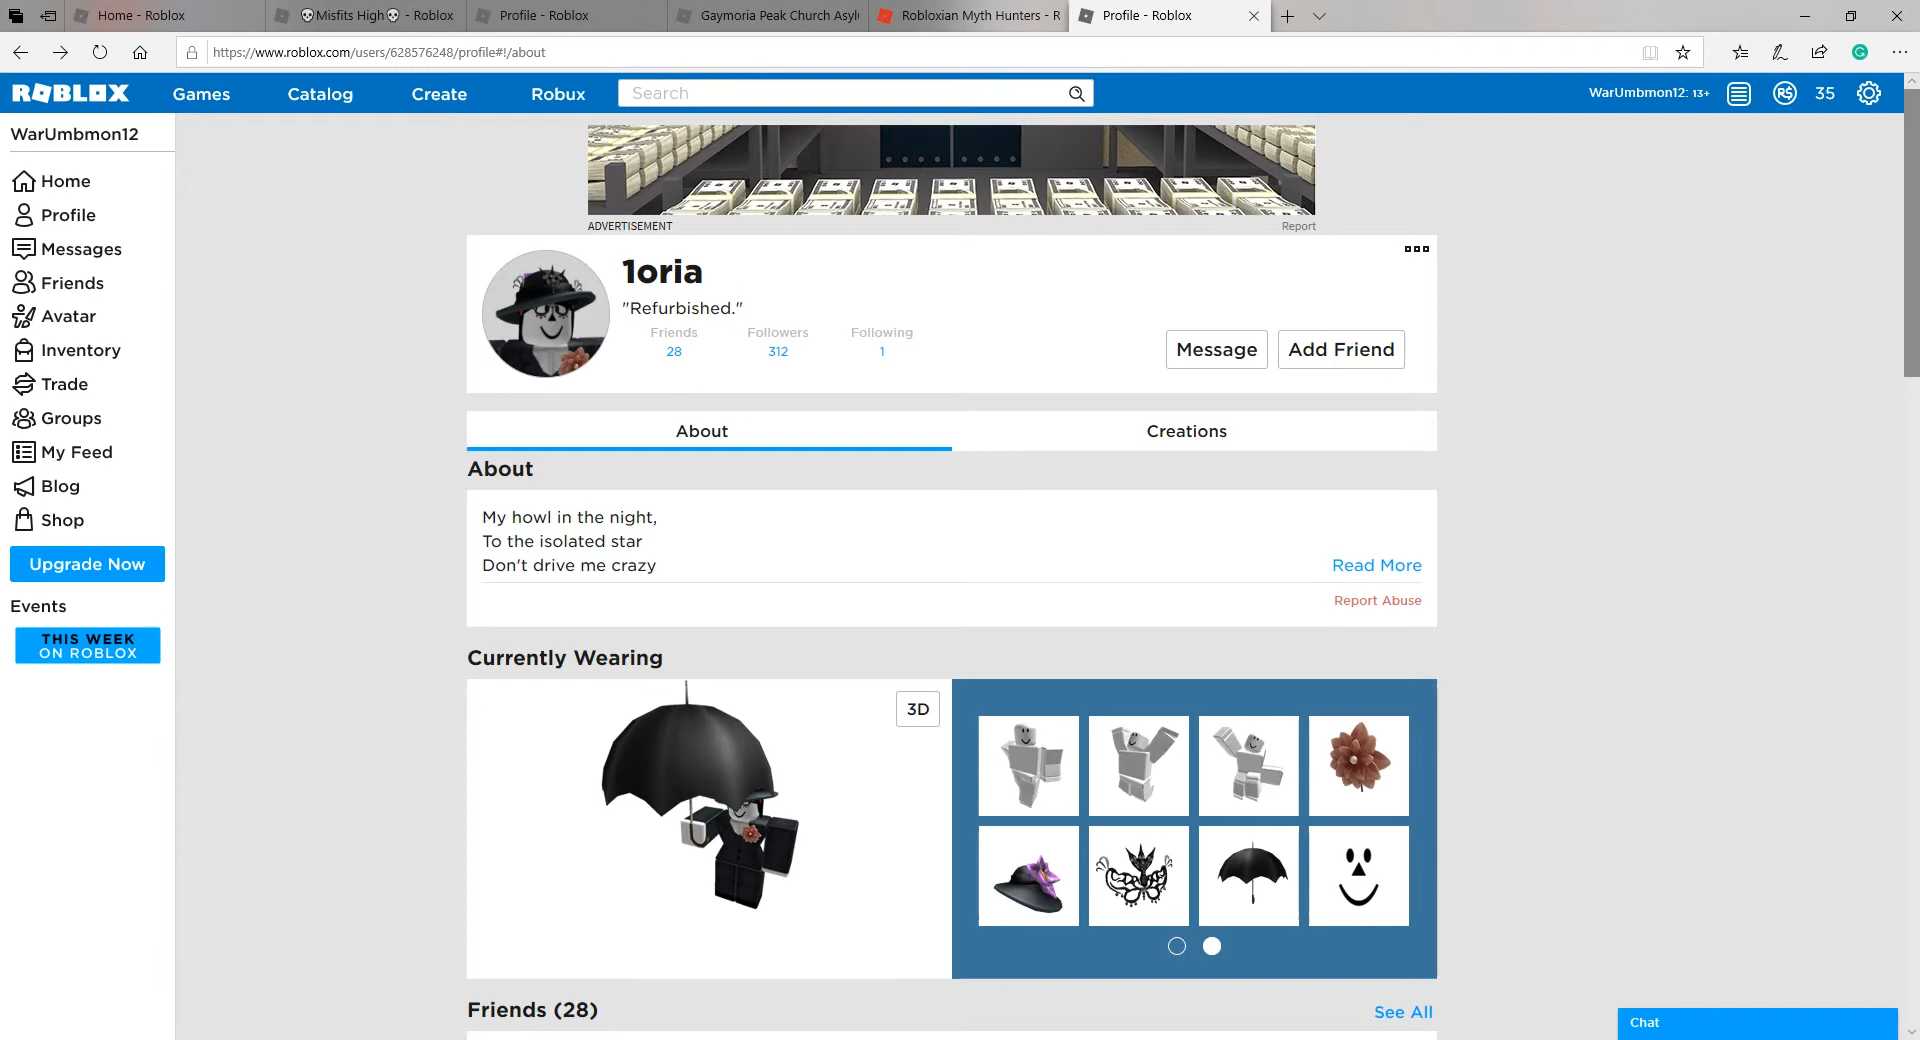 Home - Roblox
💀Misfits High💀 - Roblox
Profile - Roblox
Gaymoria Peak Church Asyl
Robloxian Myth Hunters - R
Profile - Roblox
https://www.roblox.com/users/628576248/profile#!/about
ROBLOX
Games
Catalog
Create
Robux
Search
WarUmbmon12: 13+
R$
35
WarUmbmon12
Home
Profile
Messages
Friends
Avatar
Inventory
Trade
Groups
My Feed
Blog
Shop
Upgrade Now
Events
THIS WEEK
ON ROBLOX
ADVERTISEMENT
Report
1oria
"Refurbished."
Friends
Followers
Following
28
312
1
Message
Add Friend
About
Creations
About
My howl in the night,
To the isolated star
Don't drive me crazy
Read More
Report Abuse
Currently Wearing
3D
Friends (28)
See All
Chat